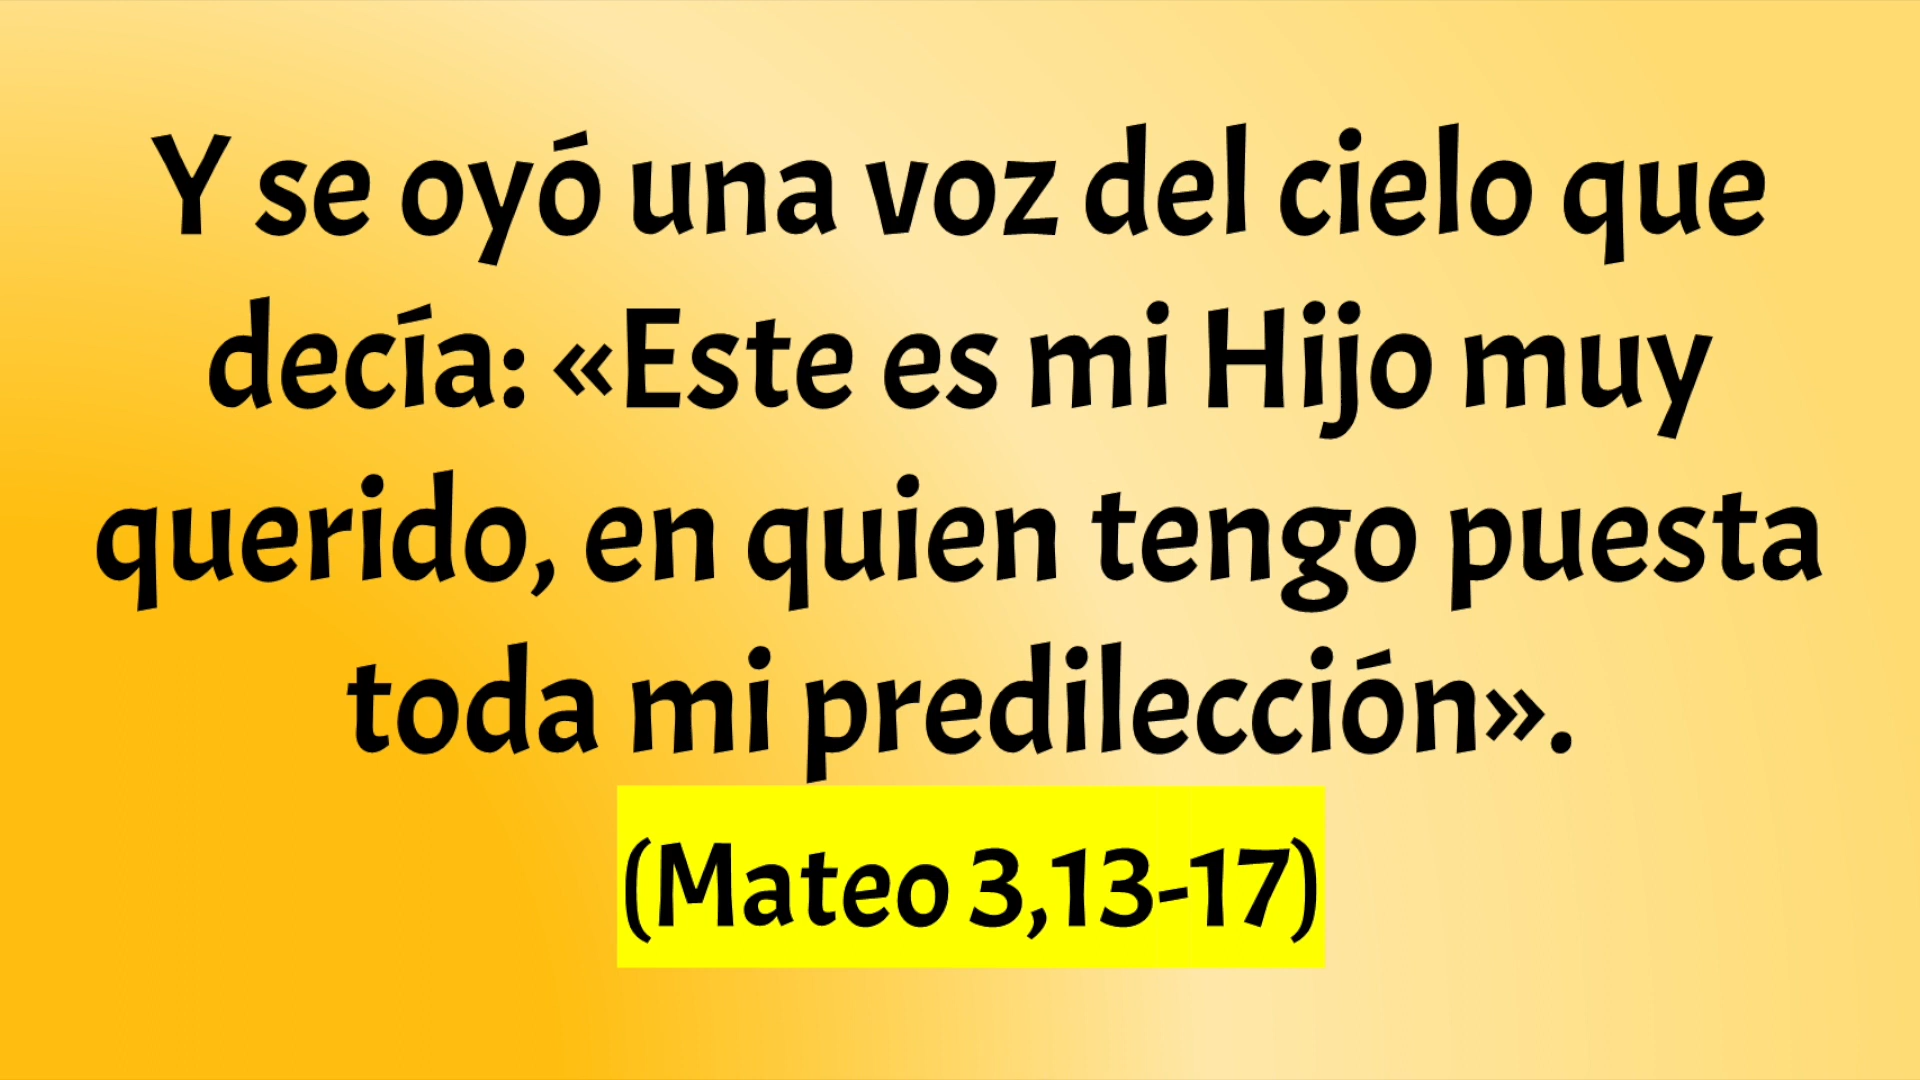 Y se oyó una voz del cielo que
decía: «Este es mi Hijo muy
querido, en quien tengo puesta
toda mi predilección».
(Mateo 3,13-17)